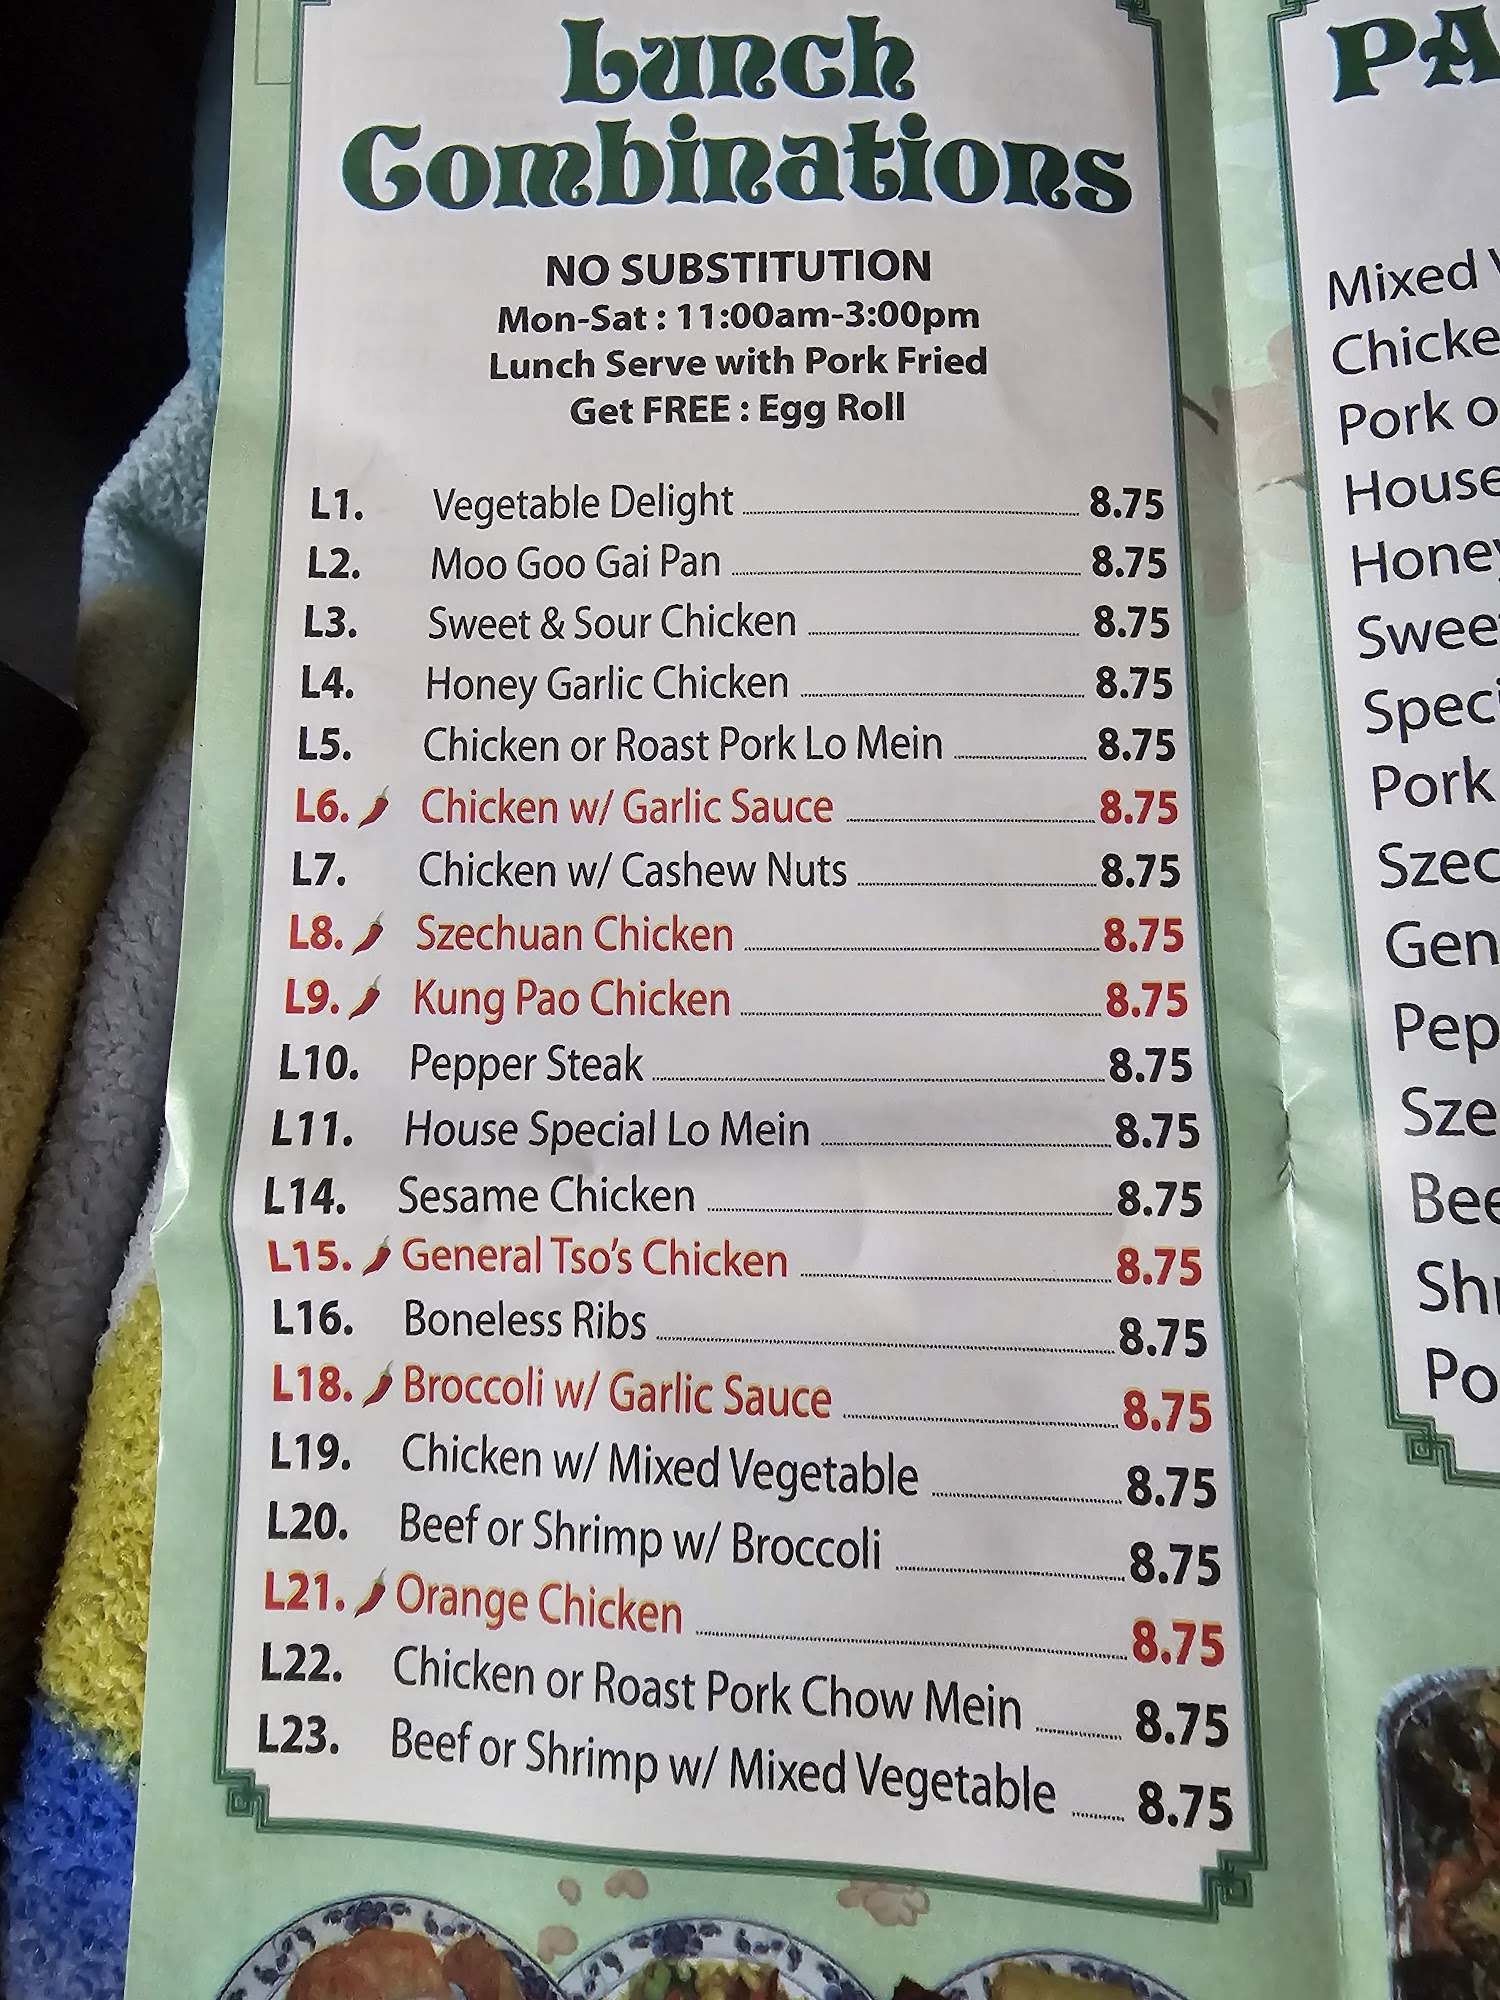 Lunch
Combinations
NO SUBSTITUTION
Mon-Sat : 11:00am-3:00pm
Lunch Serve with Pork Fried
Get FREE : Egg Roll
L1. Vegetable Delight 8.75
L2. Moo Goo Gai Pan 8.75
L3. Sweet & Sour Chicken 8.75
L4. Honey Garlic Chicken 8.75
L5. Chicken or Roast Pork Lo Mein 8.75
L6. Chicken w/ Garlic Sauce 8.75
L7. Chicken w/ Cashew Nuts 8.75
L8. Szechuan Chicken 8.75
L9. Kung Pao Chicken 8.75
L10. Pepper Steak 8.75
L11. House Special Lo Mein 8.75
L14. Sesame Chicken 8.75
L15. General Tso's Chicken 8.75
L16. Boneless Ribs 8.75
L18. Broccoli w/ Garlic Sauce 8.75
L19. Chicken w/ Mixed Vegetable 8.75
L20. Beef or Shrimp w/ Broccoli 8.75
L21. Orange Chicken 8.75
L22. Chicken or Roast Pork Chow Mein 8.75
L23. Beef or Shrimp w/ Mixed Vegetable 8.75
Mixed
Pork
House
Pork